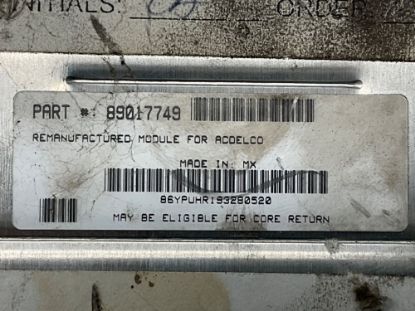 INITIALS:
ORDER
PART #: 89017749
REMANUFACTURED MODULE FOR ACDELCO
MADE IN: MX
86YPUHR193280520
MAY BE ELIGIBLE FOR CORE RETURN